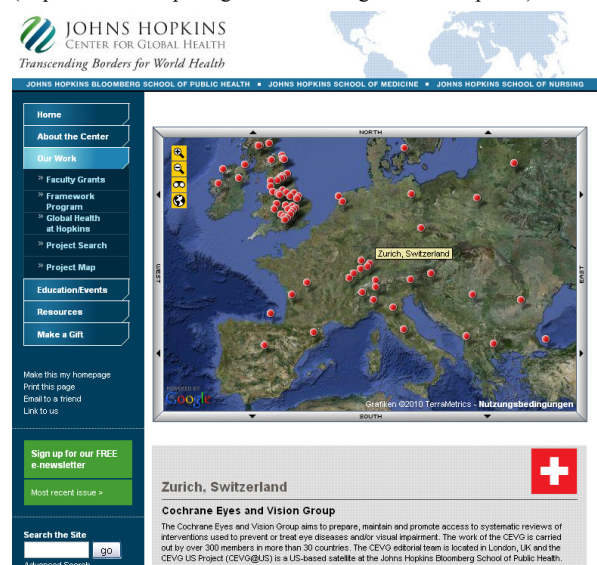 JOHNS HOPKINS
CENTER FOR
GLOBAL HEALTH
Transcending Borders for World Health
JOHNS HOPKINS BLOOMBERG SCHOOL OF PUBLIC HEALTH ■ JOHNS HOPKINS SCHOOL OF MEDICINE ■ JOHNS HOPKINS SCHOOL OF NURSING
Home
About the Center
Our Work
» Faculty Grants
» Framework
Program
» Global Health
at Hopkins
» Project Search
» Project Map
Education/Events
Resources
Make a Gift
Make this my homepage
Print this page
Email to a friend
Link to us
Sign up for our FREE
e-newsletter
Most recent issue >
Search the Site
go
Advanced Search
NORTH
WEST
Zurich, Switzerland
EAST
POWERED BY
Google
Grafiken ©2010 TerraMetrics - Nutzungsbedingungen
SOUTH
Zurich, Switzerland
Cochrane Eyes and Vision Group
The Cochrane Eyes and Vision Group aims to prepare, maintain and promote access to systematic reviews of
interventions used to prevent or treat eye diseases and/or visual impairment. The work of the CEVG is carried
out by over 300 members in more than 30 countries. The CEVG editorial team is located in London, UK and the
CEVG US Project (CEVG@US) is a US-based satellite at the Johns Hopkins Bloomberg School of Public Health.